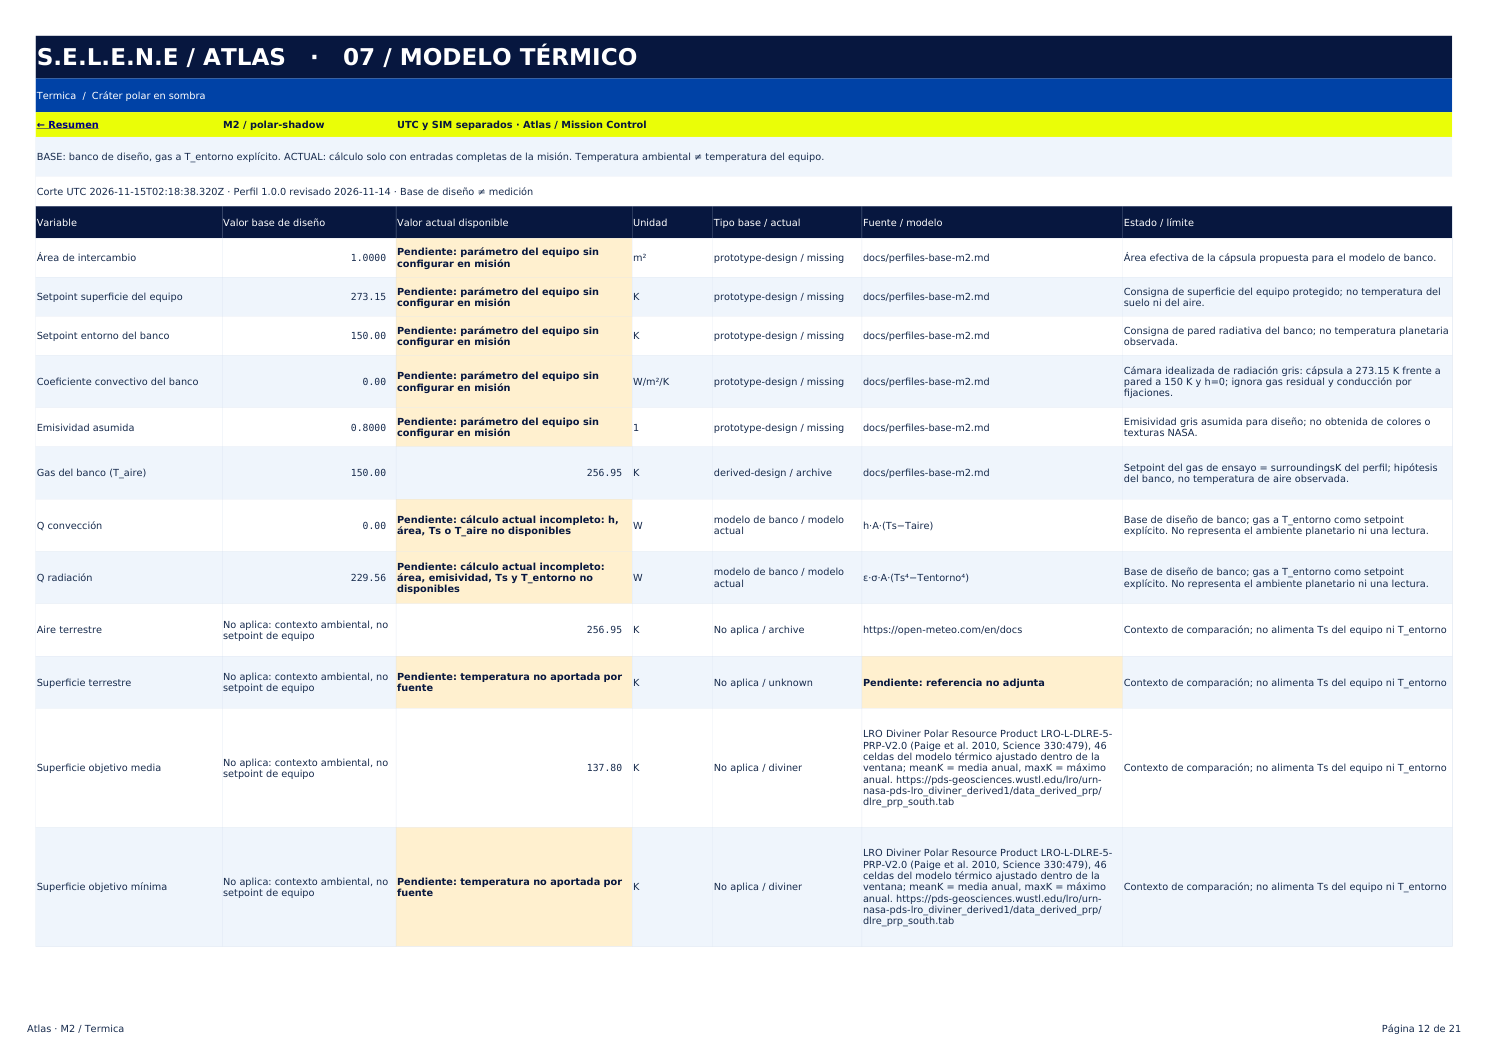 S.E.L.E.N.E / ATLAS · 07 / MODELO TÉRMICO
Termica / Cráter polar en sombra
← Resumen M2 / polar-shadow UTC y SIM separados · Atlas / Mission Control
BASE: banco de diseño, gas a T_entorno explícito. ACTUAL: cálculo solo con entradas completas de la misión. Temperatura ambiental ≠ temperatura del equipo.
Corte UTC 2026-11-15T02:18:38.320Z · Perfil 1.0.0 revisado 2026-11-14 · Base de diseño ≠ medición
Variable Valor base de diseño Valor actual disponible Unidad Tipo base / actual Fuente / modelo Estado / límite
Área de intercambio 1.0000
Pendiente: parámetro del equipo sin
configurar en misión
m² prototype-design / missing docs/perfiles-base-m2.md Área efectiva de la cápsula propuesta para el modelo de banco.
Setpoint superficie del equipo 273.15
Pendiente: parámetro del equipo sin
configurar en misión
K prototype-design / missing docs/perfiles-base-m2.md
Consigna de superficie del equipo protegido; no temperatura del
suelo ni del aire.
Setpoint entorno del banco 150.00
Pendiente: parámetro del equipo sin
configurar en misión
K prototype-design / missing docs/perfiles-base-m2.md
Consigna de pared radiativa del banco; no temperatura planetaria
observada.
Coeficiente convectivo del banco 0.00
Pendiente: parámetro del equipo sin
configurar en misión
W/m²/K prototype-design / missing docs/perfiles-base-m2.md
Cámara idealizada de radiación gris: cápsula a 273.15 K frente a
pared a 150 K y h=0; ignora gas residual y conducción por
fijaciones.
Emisividad asumida 0.8000
Pendiente: parámetro del equipo sin
configurar en misión
1 prototype-design / missing docs/perfiles-base-m2.md
Emisividad gris asumida para diseño; no obtenida de colores o
texturas NASA.
Gas del banco (T_aire) 150.00 256.95 K derived-design / archive docs/perfiles-base-m2.md
Setpoint del gas de ensayo = surroundingsK del perfil; hipótesis
del banco, no temperatura de aire observada.
Q convección 0.00
Pendiente: cálculo actual incompleto: h,
área, Ts o T_aire no disponibles
W
modelo de banco / modelo
actual
h·A·(Ts−Taire)
Base de diseño de banco; gas a T_entorno como setpoint
explícito. No representa el ambiente planetario ni una lectura.
Q radiación 229.56
Pendiente: cálculo actual incompleto:
área, emisividad, Ts y T_entorno no
disponibles
W
modelo de banco / modelo
actual
ε·σ·A·(Ts⁴−Tentorno⁴)
Base de diseño de banco; gas a T_entorno como setpoint
explícito. No representa el ambiente planetario ni una lectura.
Aire terrestre
No aplica: contexto ambiental, no
setpoint de equipo
256.95 K No aplica / archive https://open-meteo.com/en/docs Contexto de comparación; no alimenta Ts del equipo ni T_entorno
Superficie terrestre
No aplica: contexto ambiental, no
setpoint de equipo
Pendiente: temperatura no aportada por
fuente
K No aplica / unknown Pendiente: referencia no adjunta Contexto de comparación; no alimenta Ts del equipo ni T_entorno
Superficie objetivo media
No aplica: contexto ambiental, no
setpoint de equipo
137.80 K No aplica / diviner
LRO Diviner Polar Resource Product LRO-L-DLRE-5-
PRP-V2.0 (Paige et al. 2010, Science 330:479), 46
celdas del modelo térmico ajustado dentro de la
ventana; meanK = media anual, maxK = máximo
anual. https://pds-geosciences.wustl.edu/lro/urn-
nasa-pds-lro_diviner_derived1/data_derived_prp/
dlre_prp_south.tab
Contexto de comparación; no alimenta Ts del equipo ni T_entorno
Superficie objetivo mínima
No aplica: contexto ambiental, no
setpoint de equipo
Pendiente: temperatura no aportada por
fuente
K No aplica / diviner
LRO Diviner Polar Resource Product LRO-L-DLRE-5-
PRP-V2.0 (Paige et al. 2010, Science 330:479), 46
celdas del modelo térmico ajustado dentro de la
ventana; meanK = media anual, maxK = máximo
anual. https://pds-geosciences.wustl.edu/lro/urn-
nasa-pds-lro_diviner_derived1/data_derived_prp/
dlre_prp_south.tab
Contexto de comparación; no alimenta Ts del equipo ni T_entorno
Atlas · M2 / Termica Página 12 de 21